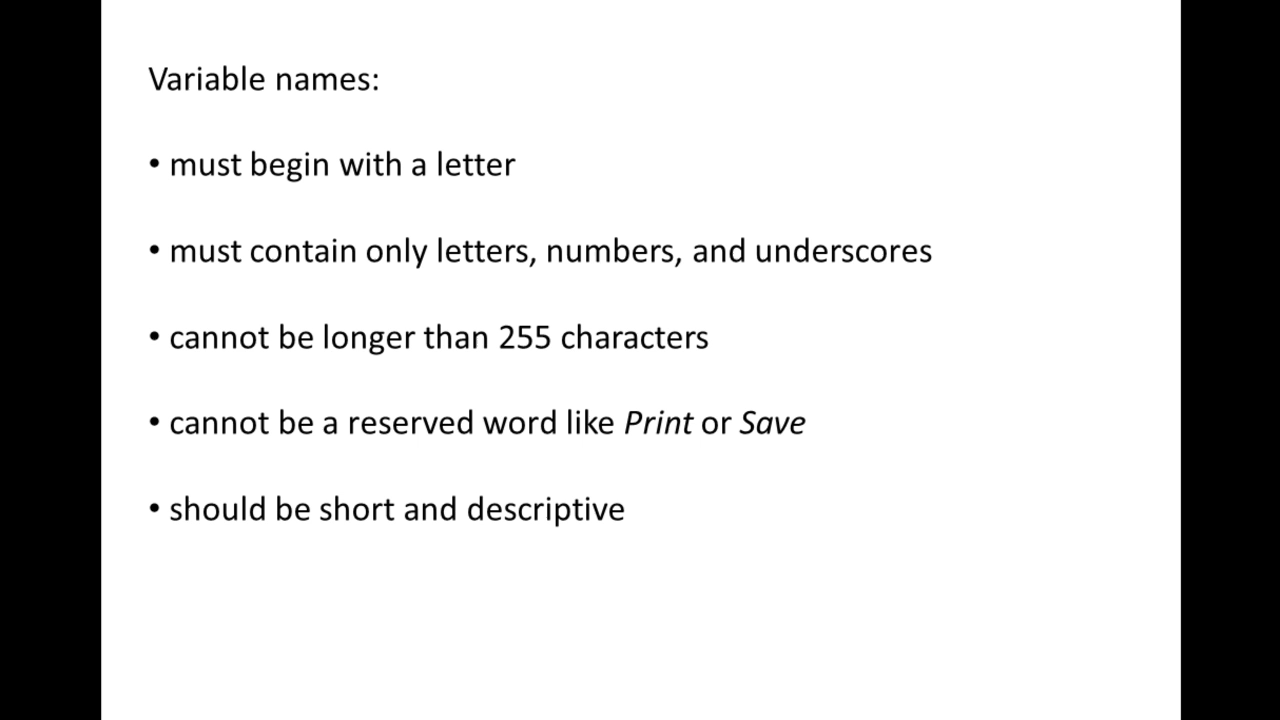 Variable names:
• must begin with a letter
• must contain only letters, numbers, and underscores
• cannot be longer than 255 characters
• cannot be a reserved word like Print or Save
• should be short and descriptive